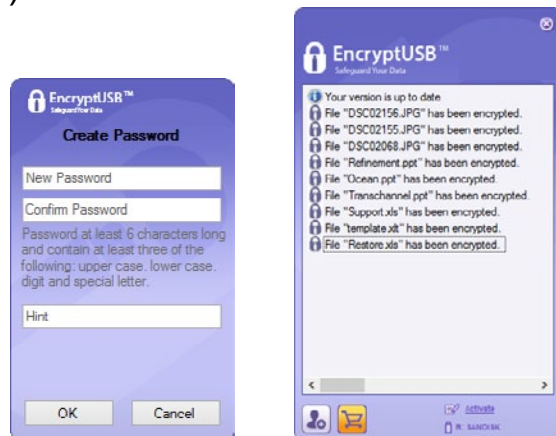 EncryptUSB™
Safeguard Your Data
Create Password
New Password
Confirm Password
Password at least 6 characters long
and contain at least three of the
following: upper case. lower case.
digit and special letter.
Hint
OK
Cancel
EncryptUSB™
Safeguard Your Data
Your version is up to date
File "DSC02156.JPG" has been encrypted.
File "DSC02155.JPG" has been encrypted.
File "DSC02068.JPG" has been encrypted.
File "Refinement.ppt" has been encrypted.
File "Ocean.ppt" has been encrypted.
File "Transchannel.ppt" has been encrypted.
File "Support.xls" has been encrypted.
File "template.xlt" has been encrypted.
File "Restore.xls" has been encrypted.
Activate
R: SANDISK